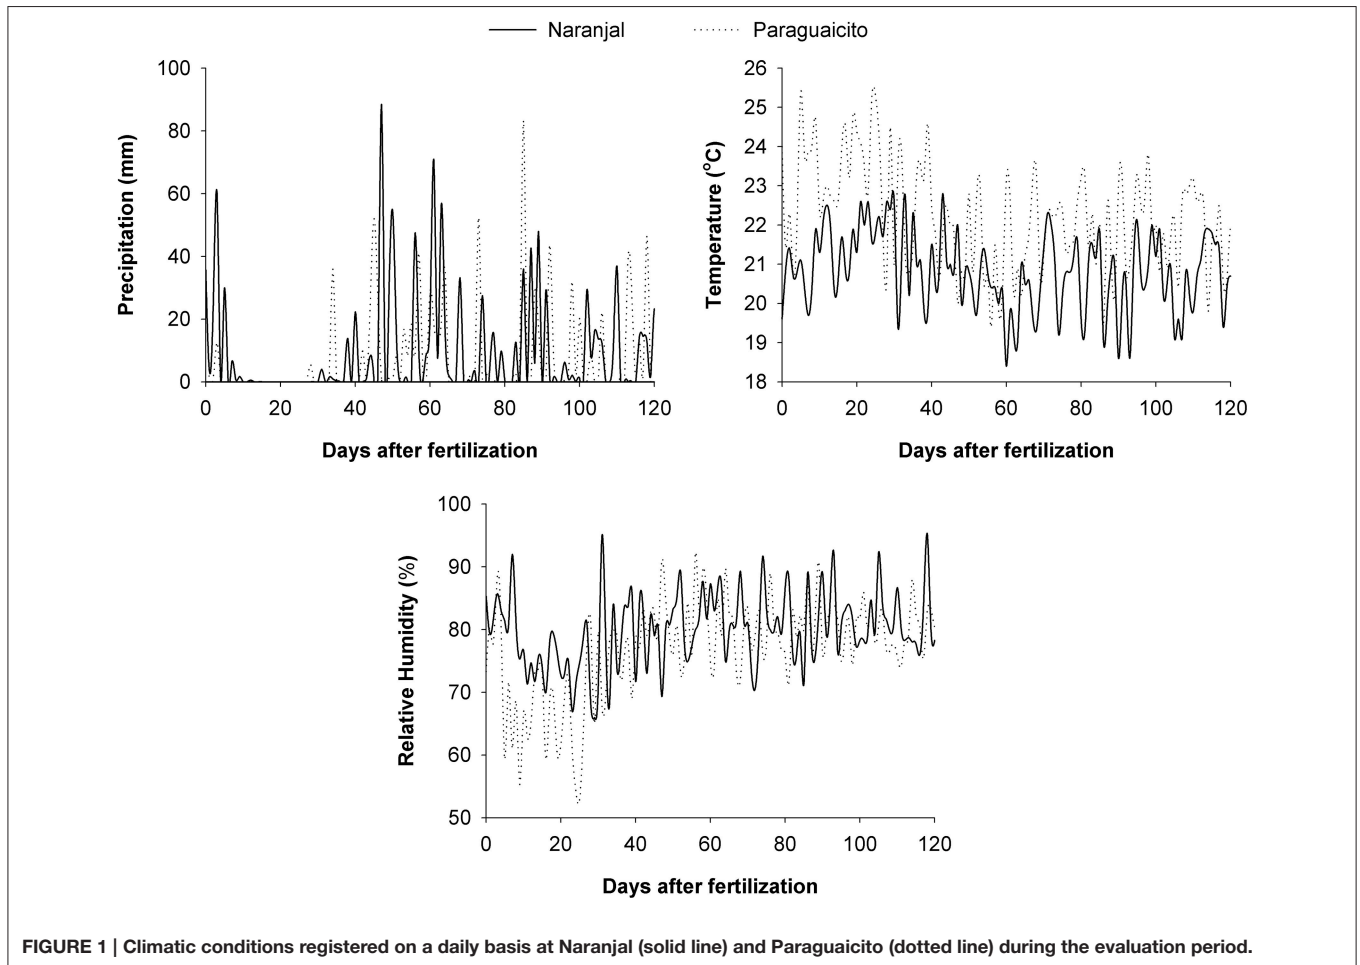 Naranjal Paraguaicito
100
80
60
40
20
0
Precipitation (mm)
0 20 40 60 80 100 120
Days after fertilization
26
25
24
23
22
21
20
19
18
Temperature (°C)
0 20 40 60 80 100 120
Days after fertilization
100
90
80
70
60
50
Relative Humidity (%)
0 20 40 60 80 100 120
Days after fertilization
FIGURE 1 | Climatic conditions registered on a daily basis at Naranjal (solid line) and Paraguaicito (dotted line) during the evaluation period.